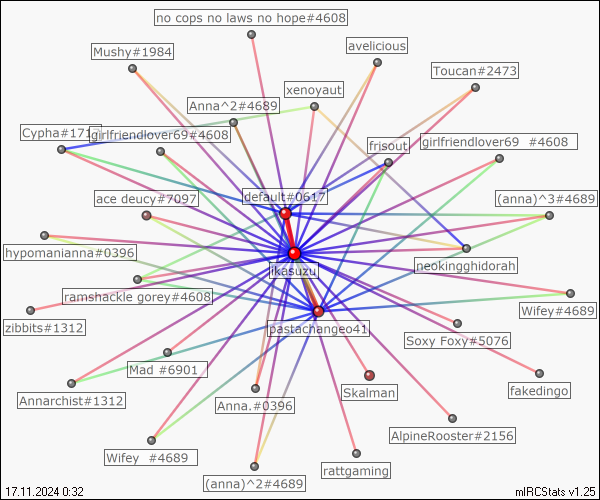 no cops no laws no hope#4608
Mushy#1984
avelicious
Toucan#2473
xenoyaut
Anna^2#4689
girlfriendlover69#4608
frisout
girlfriendlover69 #4608
default#0617
ace deucy#7097
(anna)^3#4689
hypomanianna#0396
ikasuzu
neokingghidorah
ramshackle gorey#4608
Wifey#4689
zibbits#1312
pastachangeo41
Soxy Foxy#5076
Mad #6901
Skalman
fakedingo
Annarchist#1312
Anna.#0396
AlpineRooster#2156
Wifey #4689
rattgaming
(anna)^2#4689
17.11.2024 0:32
mIRCStats v1.25